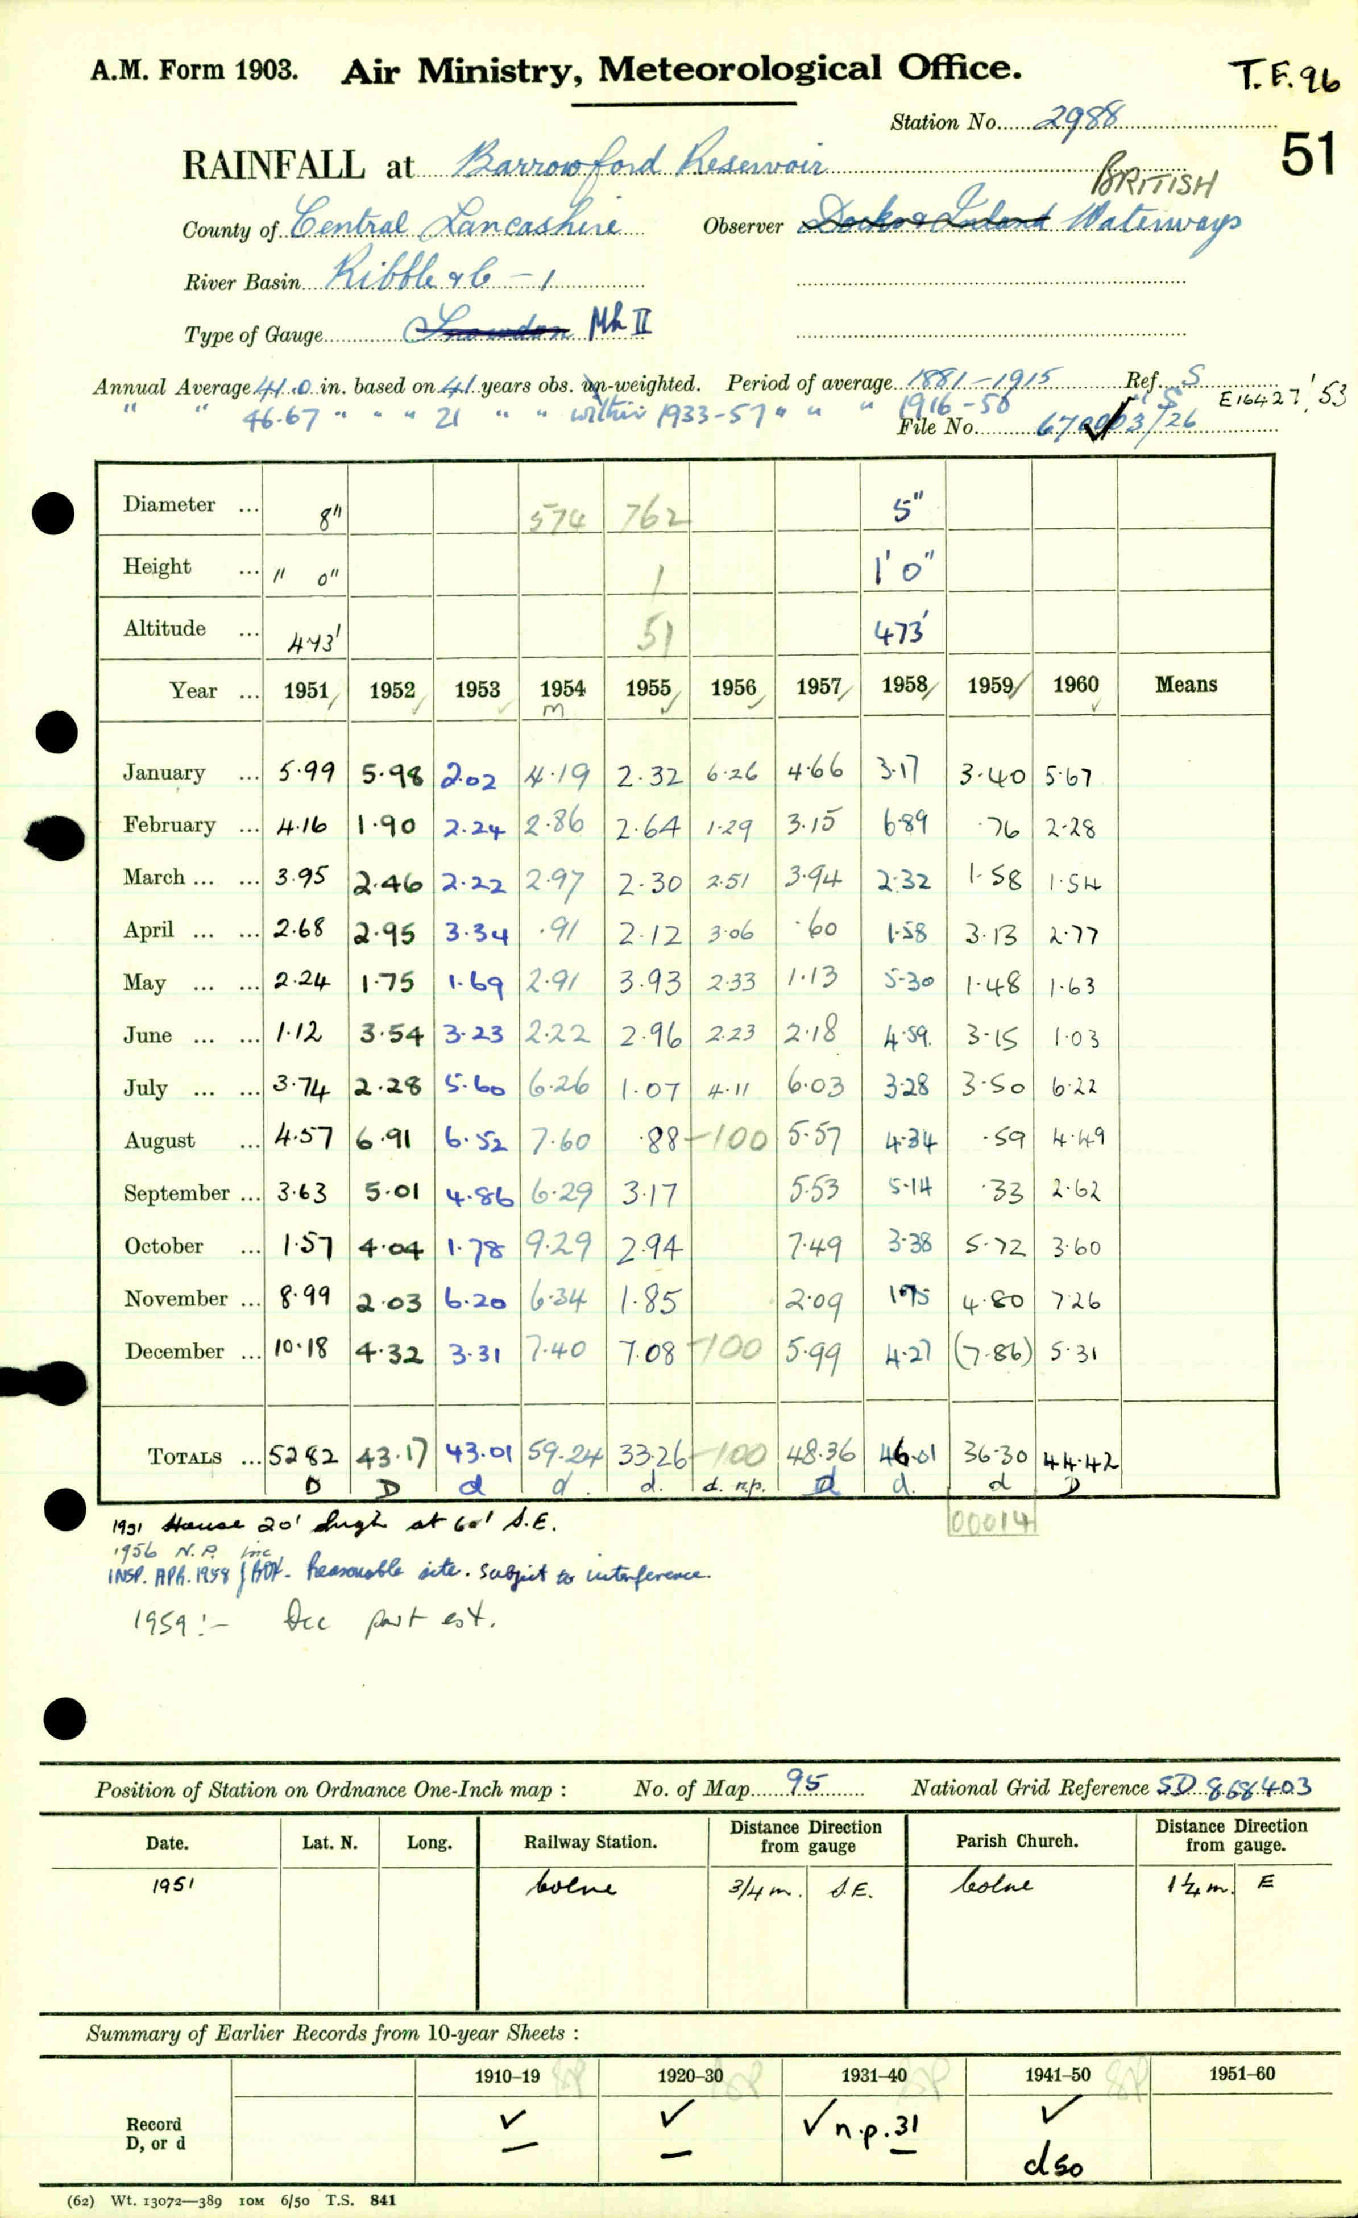 A.M. Form 1903. Air Ministry, Meteorological Office. T.E. 96
Station No. 2988
51
RAINFALL at Barrowford Reservoir
BRITISH
County of Central Lancashire Observer Docks & Inland Waterways
River Basin Ribble &c - 1
Type of Gauge Snowdon Mk II
Annual Average 41.0 in. based on 41 years obs. un-weighted. Period of average 1881-1915 Ref. S
" " 46.67 " " " 21 " " within 1933-57 " " " 1916-50 " S E16427/53
File No. 670003/26
Diameter ... 8" 574 762 5"
Height ... " 0" 1 1' 0"
Altitude ... 473' 51 473'
Year ... 1951 1952 1953 1954 1955 1956 1957 1958 1959 1960 Means
m
January ... 5.99 5.98 2.02 4.19 2.32 6.26 4.66 3.17 3.40 5.67
February ... 4.16 1.90 2.24 2.86 2.64 1.29 3.15 6.89 .76 2.28
March ... ... 3.95 2.46 2.22 2.97 2.30 2.51 3.94 2.32 1.58 1.54
April ... ... 2.68 2.95 3.34 .91 2.12 3.06 .60 1.58 3.13 2.77
May ... ... 2.24 1.75 1.69 2.91 3.93 2.33 1.13 5.30 1.48 1.63
June ... ... 1.12 3.54 3.23 2.22 2.96 2.23 2.18 4.59. 3.15 1.03
July ... ... 3.74 2.28 5.60 6.26 1.07 4.11 6.03 3.28 3.50 6.22
August ... 4.57 6.91 6.52 7.60 .88 -100 5.57 4.34 .59 4.49
September ... 3.63 5.01 4.86 6.29 3.17 5.53 5.14 .33 2.62
October ... 1.57 4.04 1.78 9.29 2.94 7.49 3.38 5.72 3.60
November ... 8.99 2.03 6.20 6.34 1.85 2.09 1.75 4.80 7.26
December ... 10.18 4.32 3.31 7.40 7.08 -100 5.99 4.27 (7.86) 5.31
TOTALS ... 52 82 43.17 43.01 59.24 33.26 -100 48.36 46.01 36.30 44.42
D D d d. d. d. n.p. d d. d D
00014
1951 House 20' high at 60' S.E.
1956 N.P. inc
INSP. APR. 1958 Reasonable site. Subject to interference.
1959:- Dec part est.
Position of Station on Ordnance One-Inch map : No. of Map 95 National Grid Reference SD 868403
Date. Lat. N. Long. Railway Station. Distance Direction from gauge Parish Church. Distance Direction from gauge.
1951 Colne 3/4 m. S.E. Colne 1 1/4 m. E
Summary of Earlier Records from 10-year Sheets :
1910–19 1920–30 1931–40 1941–50 1951–60
Record D, or d ✓ ✓ ✓ n.p. 31 ✓
d50
(62) Wt. 13072—389 10M 6/50 T.S. 841